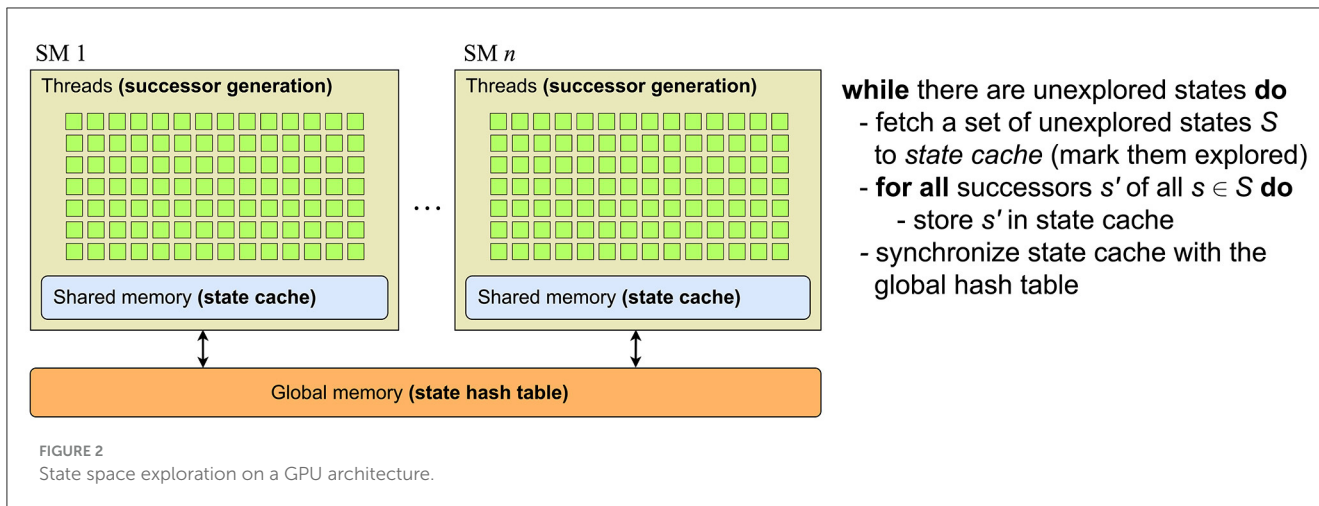 SM 1
SM n
Threads (successor generation)
Threads (successor generation)
...
Shared memory (state cache)
Shared memory (state cache)
Global memory (state hash table)
while there are unexplored states do
- fetch a set of unexplored states S
to state cache (mark them explored)
- for all successors s' of all s ∈ S do
- store s' in state cache
- synchronize state cache with the
global hash table
FIGURE 2
State space exploration on a GPU architecture.